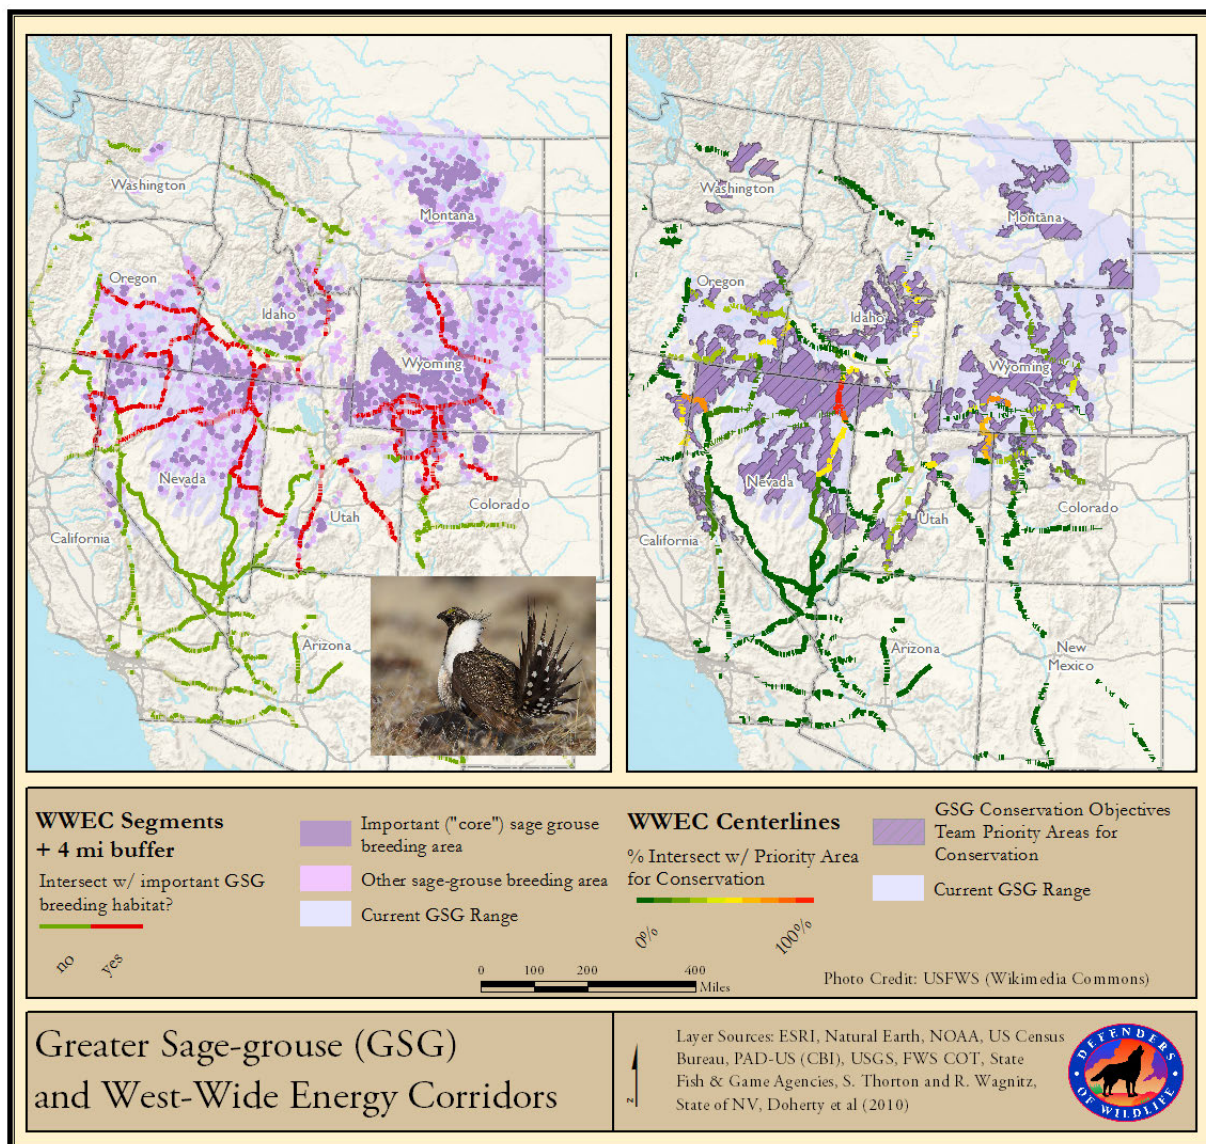 Washington
Montana
Oregon
Idaho
Wyoming
Nevada
Utah
Colorado
California
Arizona
Washington
Montana
Oregon
Idaho
Wyoming
Nevada
Utah
Colorado
California
Arizona
New
Mexico
WWEC Segments
+ 4 mi buffer
Intersect w/ important GSG
breeding habitat?
no
yes
Important ("core") sage grouse
breeding area
Other sage-grouse breeding area
Current GSG Range
WWEC Centerlines
% Intersect w/ Priority Area
for Conservation
0%
100%
GSG Conservation Objectives
Team Priority Areas for
Conservation
Current GSG Range
0 100 200 400
Miles
Photo Credit: USFWS (Wikimedia Commons)
Greater Sage-grouse (GSG)
and West-Wide Energy Corridors
N
Layer Sources: ESRI, Natural Earth, NOAA, US Census
Bureau, PAD-US (CBI), USGS, FWS COT, State
Fish & Game Agencies, S. Thorton and R. Wagnitz,
State of NV, Doherty et al (2010)
DEFENDERS
OF WILDLIFE